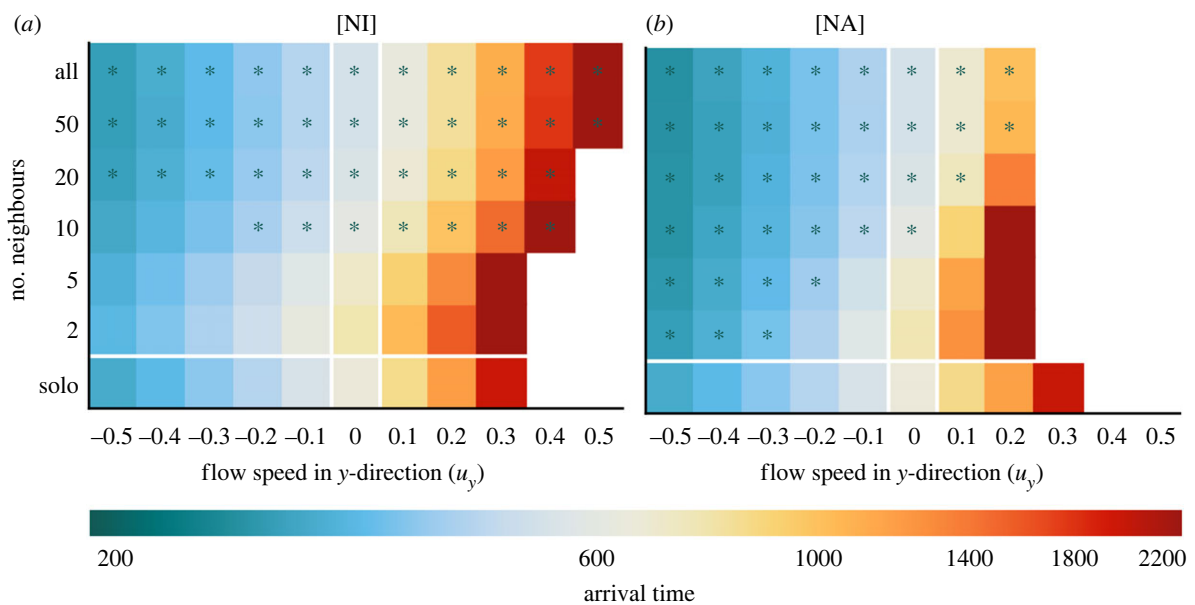 (a) [NI] (b) [NA]
all
50
20
10
5
2
solo
no. neighbours
* * * * * * * * * * *
* * * * * * * * * * *
* * * * * * * * * *
* * * * * * *
* * * * * * * *
* * * * * * * *
* * * * * * *
* * * * * *
* * * *
* * *
–0.5 –0.4 –0.3 –0.2 –0.1 0 0.1 0.2 0.3 0.4 0.5
flow speed in y-direction (u_y)
–0.5 –0.4 –0.3 –0.2 –0.1 0 0.1 0.2 0.3 0.4 0.5
flow speed in y-direction (u_y)
200 600 1000 1400 1800 2200
arrival time